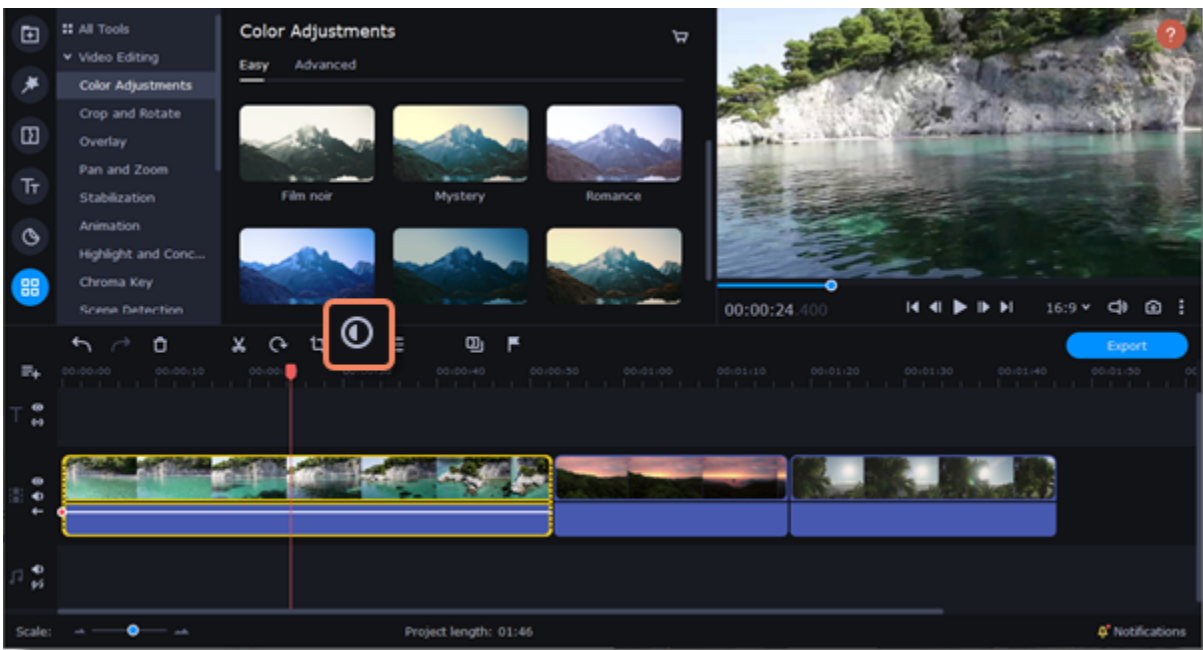 All Tools
Video Editing
Color Adjustments
Crop and Rotate
Overlay
Pan and Zoom
Stabilization
Animation
Highlight and Conc...
Chroma Key
Scene Detection
Color Adjustments
Easy Advanced
Film noir Mystery Romance
?
00:00:24.400
16:9
Export
00:00:00 00:00:10 00:00:40 00:00:50 00:01:00 00:01:10 00:01:20 00:01:30 00:01:40 00:01:50
Scale:
Project length: 01:46
Notifications